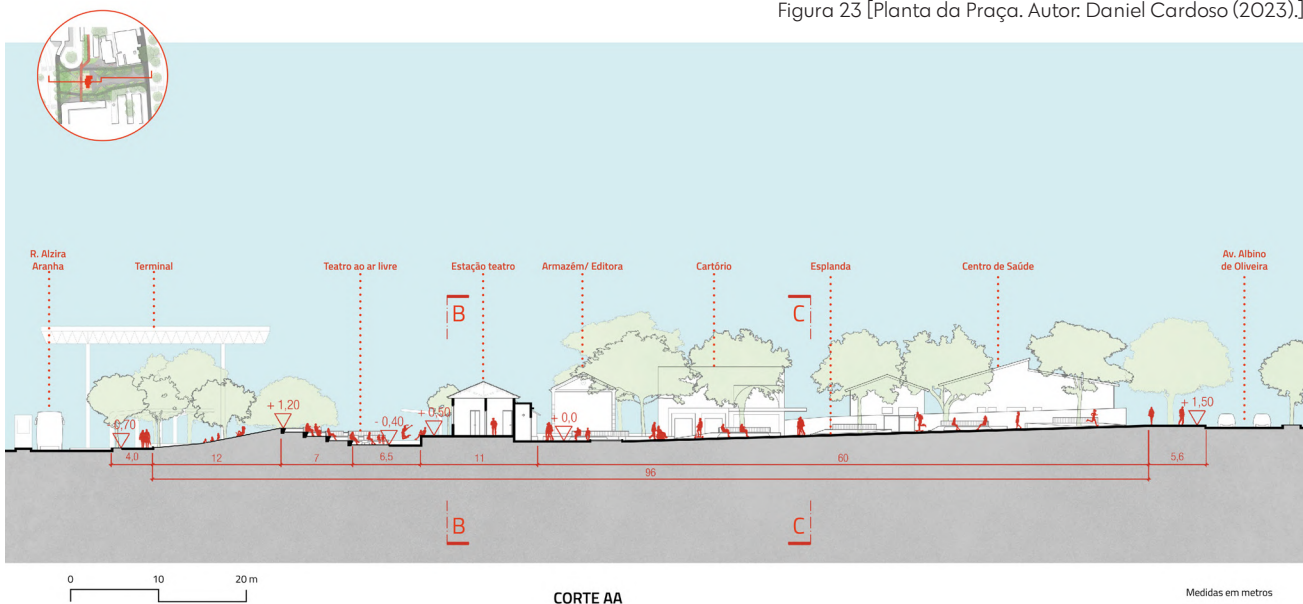 Figura 23 [Planta da Praça. Autor: Daniel Cardoso (2023).]
R. Alzira
Aranha
Terminal
Teatro ao ar livre
Estação teatro
Armazém/ Editora
Cartório
Esplanda
Centro de Saúde
Av. Albino
de Oliveira
B
C
+ 1,20
0,70
- 0,40
+ 0,50
+ 0,0
+ 1,50
4,0
12
7
6,5
11
60
5,6
96
B
C
0
10
20 m
CORTE AA
Medidas em metros